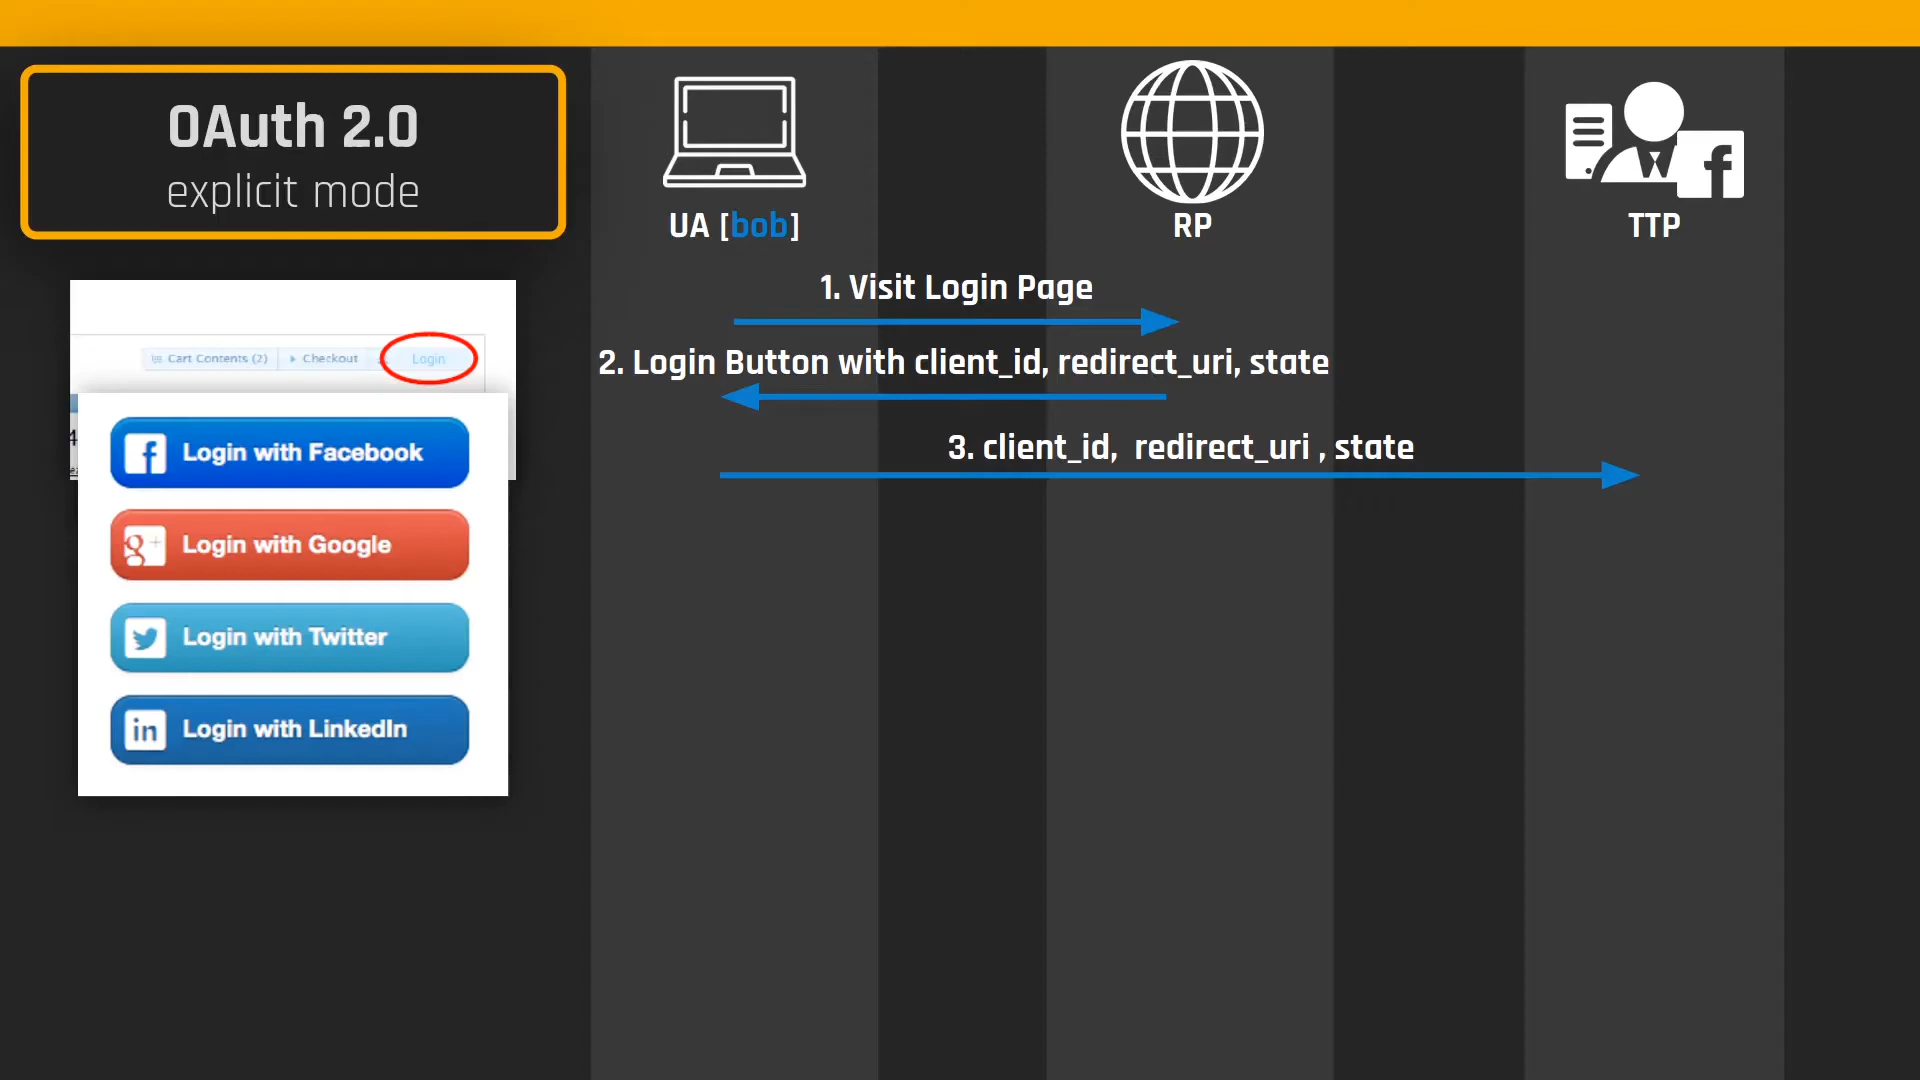 OAuth 2.0
explicit mode
UA [bob]
RP
TTP
1. Visit Login Page
2. Login Button with client_id, redirect_uri, state
3. client_id, redirect_uri , state
Cart Contents (2)
Checkout
Login
4
Login with Facebook
Login with Google
Login with Twitter
Login with LinkedIn